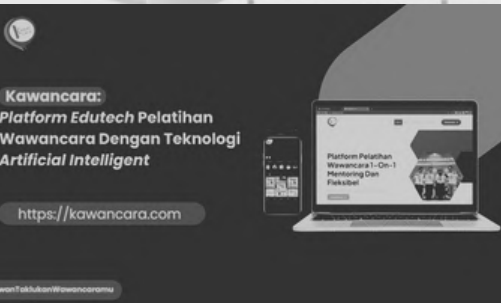 Kawancara:
Platform Edutech Pelatihan
Wawancara Dengan Teknologi
Artificial Intelligent
https://kawancara.com
Platform Pelatihan
Wawancara 1-On-1
Mentoring Dan
Fleksibel
wanTaklukanWawancaramu